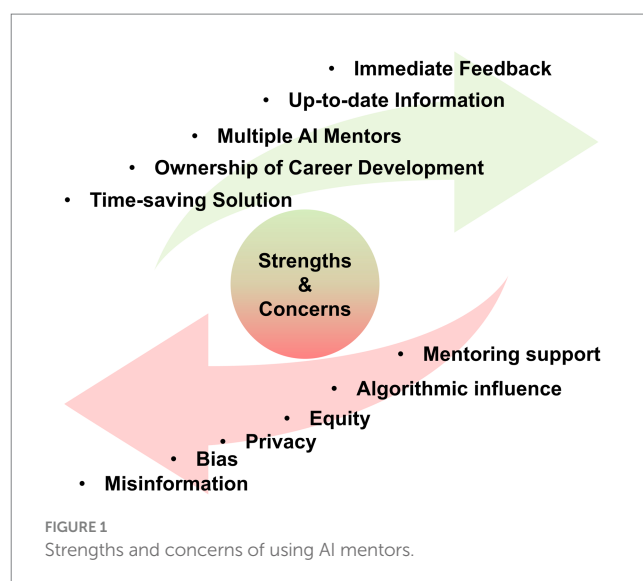 • Immediate Feedback
• Up-to-date Information
• Multiple AI Mentors
• Ownership of Career Development
• Time-saving Solution
Strengths
&
Concerns
• Mentoring support
• Algorithmic influence
• Equity
• Privacy
• Bias
• Misinformation
FIGURE 1
Strengths and concerns of using AI mentors.